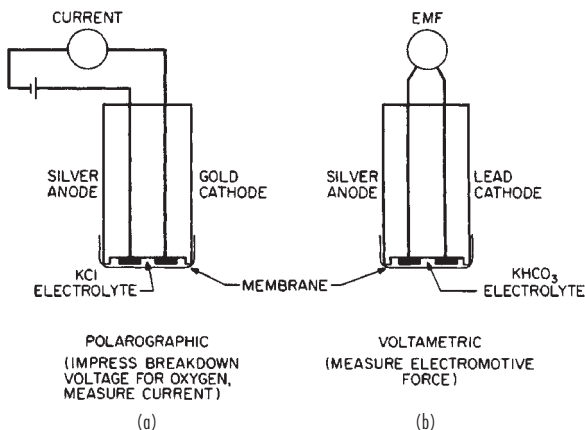 CURRENT
SILVER
ANODE
GOLD
CATHODE
KCl
ELECTROLYTE
MEMBRANE
POLAROGRAPHIC
(IMPRESS BREAKDOWN
VOLTAGE FOR OXYGEN,
MEASURE CURRENT)
(a)
EMF
SILVER
ANODE
LEAD
CATHODE
KHCO₃
ELECTROLYTE
VOLTAMETRIC
(MEASURE ELECTROMOTIVE
FORCE)
(b)